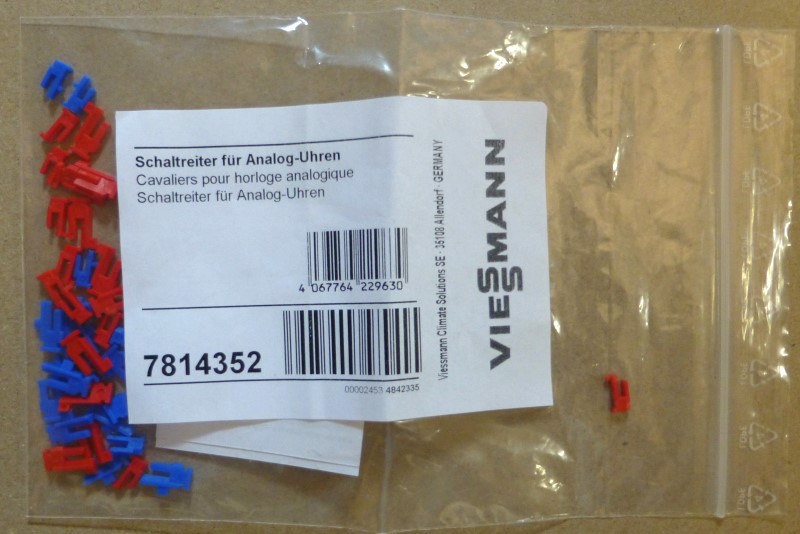 Schaltreiter für Analog-Uhren
Cavaliers pour horloge analogique
Schaltreiter für Analog-Uhren
4 067764 229630
7814352
00002453-4842335
Viessmann Climate Solutions SE · 35108 Allendorf · GERMANY
VIESSMANN